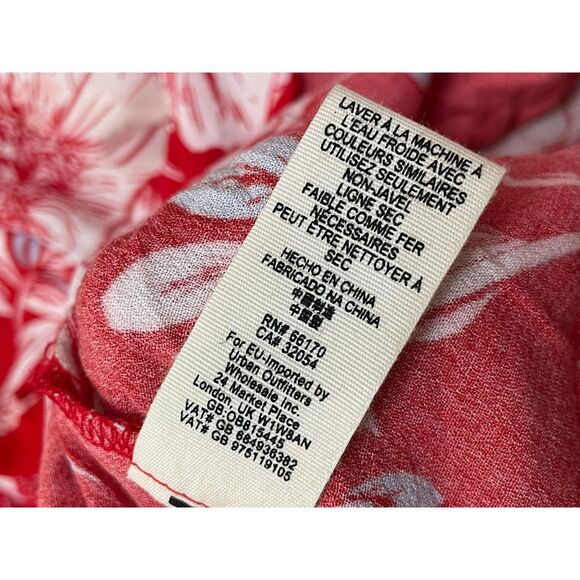 LAVER À LA MACHINE À
L'EAU FROIDE AVEC
COULEURS SIMILAIRES
UTILISEZ SEULEMENT
NON-JAVEL
LIGNE SEC
FAIBLE COMME FER
NÉCESSAIRES
PEUT ÊTRE NETTOYER À
SEC
HECHO EN CHINA
FABRICADO NA CHINA
中国制造
中國製
RN# 66170
CA# 32054
For EU-Imported by
Urban Outfitters
Wholesale Inc.
24 Market Place
London, UK W1W8AN
GB:OB815445
VAT# GB 664936382
VAT# GB 975119105